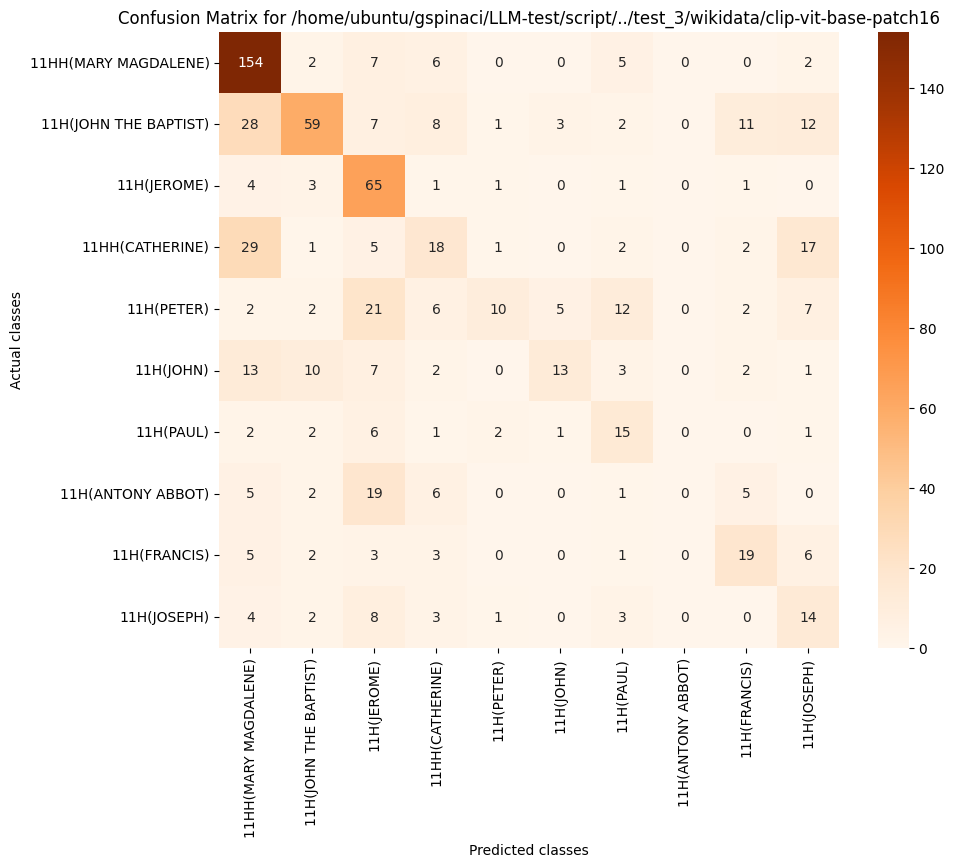 Confusion Matrix for /home/ubuntu/gspinaci/LLM-test/script/../test_3/wikidata/clip-vit-base-patch16
Actual classes
11HH(MARY MAGDALENE) 154 2 7 6 0 0 5 0 0 2
11H(JOHN THE BAPTIST) 28 59 7 8 1 3 2 0 11 12
11H(JEROME) 4 3 65 1 1 0 1 0 1 0
11HH(CATHERINE) 29 1 5 18 1 0 2 0 2 17
11H(PETER) 2 2 21 6 10 5 12 0 2 7
11H(JOHN) 13 10 7 2 0 13 3 0 2 1
11H(PAUL) 2 2 6 1 2 1 15 0 0 1
11H(ANTONY ABBOT) 5 2 19 6 0 0 1 0 5 0
11H(FRANCIS) 5 2 3 3 0 0 1 0 19 6
11H(JOSEPH) 4 2 8 3 1 0 3 0 0 14
11HH(MARY MAGDALENE)
11H(JOHN THE BAPTIST)
11H(JEROME)
11HH(CATHERINE)
11H(PETER)
11H(JOHN)
11H(PAUL)
11H(ANTONY ABBOT)
11H(FRANCIS)
11H(JOSEPH)
Predicted classes
140
120
100
80
60
40
20
0